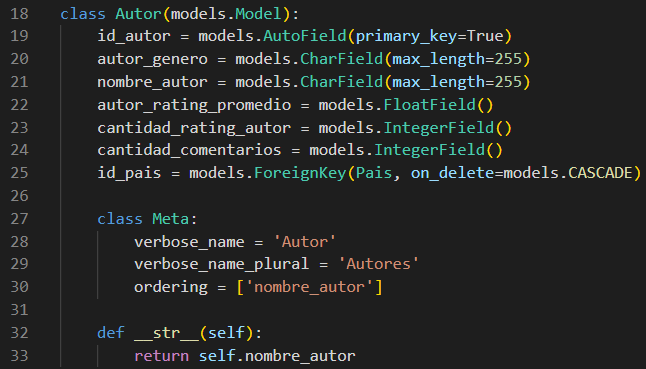 18 class Autor(models.Model):
19     id_autor = models.AutoField(primary_key=True)
20     autor_genero = models.CharField(max_length=255)
21     nombre_autor = models.CharField(max_length=255)
22     autor_rating_promedio = models.FloatField()
23     cantidad_rating_autor = models.IntegerField()
24     cantidad_comentarios = models.IntegerField()
25     id_pais = models.ForeignKey(Pais, on_delete=models.CASCADE)
26
27     class Meta:
28         verbose_name = 'Autor'
29         verbose_name_plural = 'Autores'
30         ordering = ['nombre_autor']
31
32     def __str__(self):
33         return self.nombre_autor